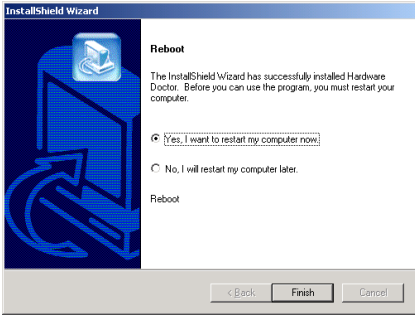 InstallShield Wizard
Reboot
The InstallShield Wizard has successfully installed Hardware
Doctor. Before you can use the program, you must restart your
computer.
Yes, I want to restart my computer now.
No, I will restart my computer later.
Reboot
< Back Finish Cancel